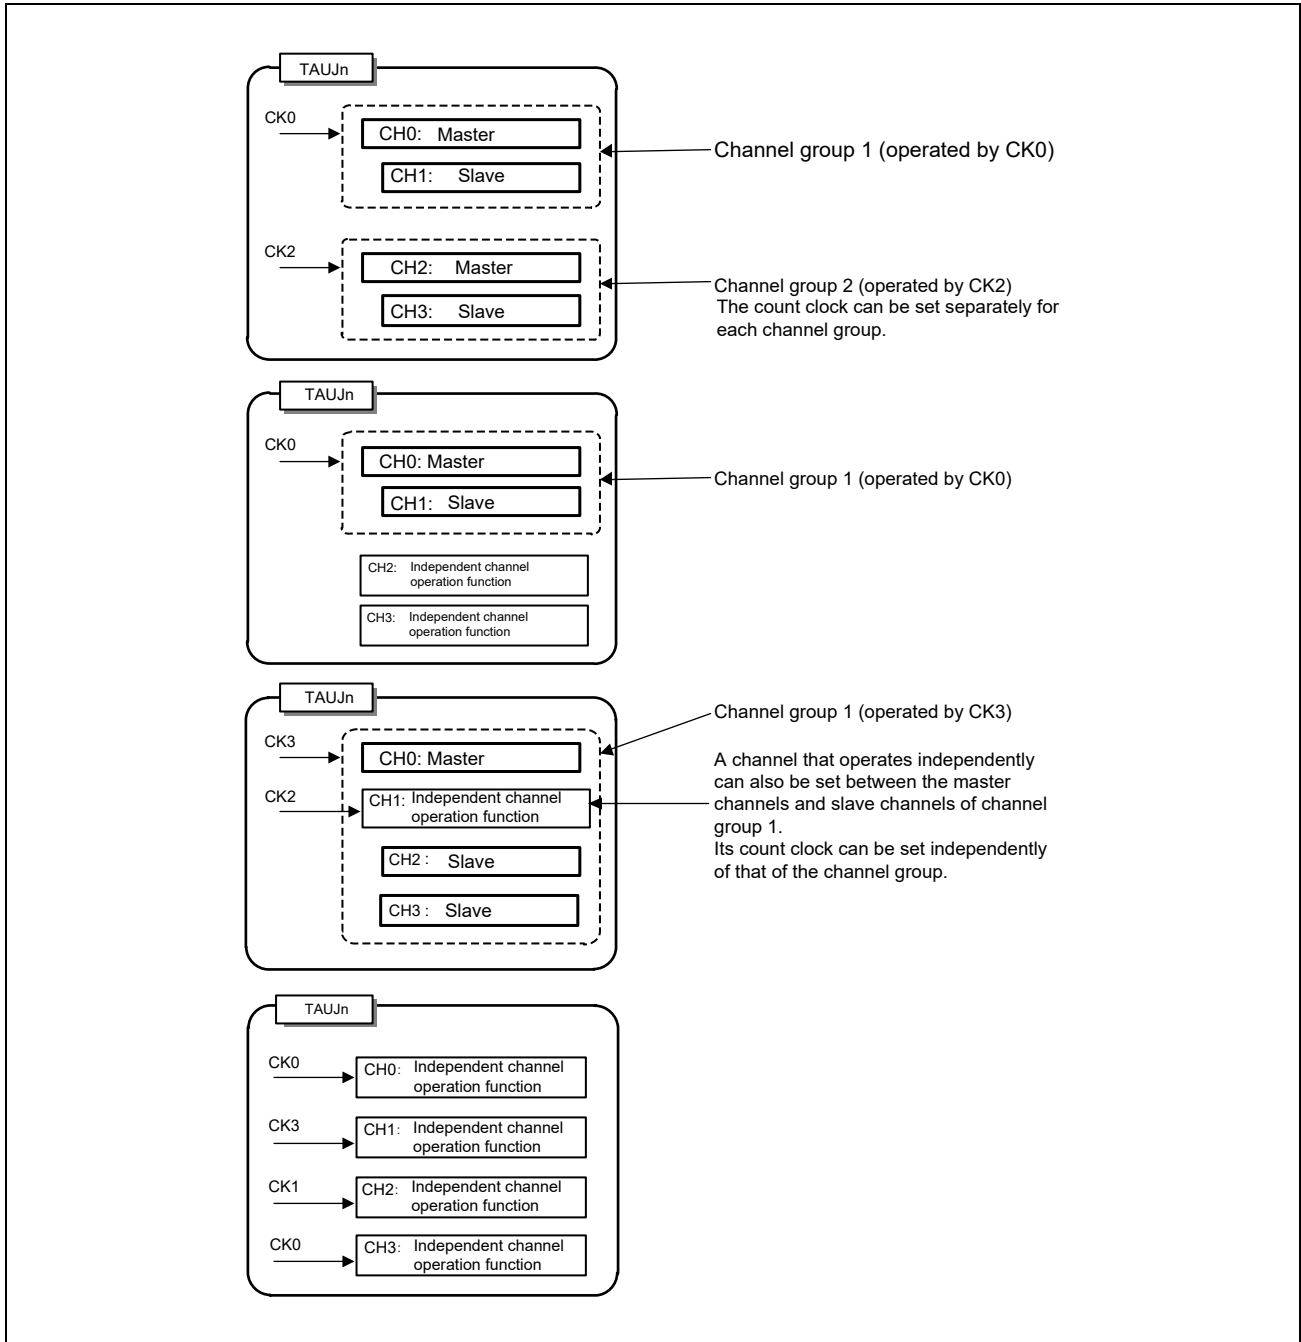 TAUJn
CK0
CH0: Master
CH1: Slave
Channel group 1 (operated by CK0)
CK2
CH2: Master
CH3: Slave
Channel group 2 (operated by CK2)
The count clock can be set separately for
each channel group.
TAUJn
CK0
CH0: Master
CH1: Slave
Channel group 1 (operated by CK0)
CH2: Independent channel
operation function
CH3: Independent channel
operation function
TAUJn
CK3
CH0: Master
Channel group 1 (operated by CK3)
CK2
CH1: Independent channel
operation function
A channel that operates independently
can also be set between the master
channels and slave channels of channel
group 1.
Its count clock can be set independently
of that of the channel group.
CH2 : Slave
CH3 : Slave
TAUJn
CK0
CH0: Independent channel
operation function
CK3
CH1: Independent channel
operation function
CK1
CH2: Independent channel
operation function
CK0
CH3: Independent channel
operation function